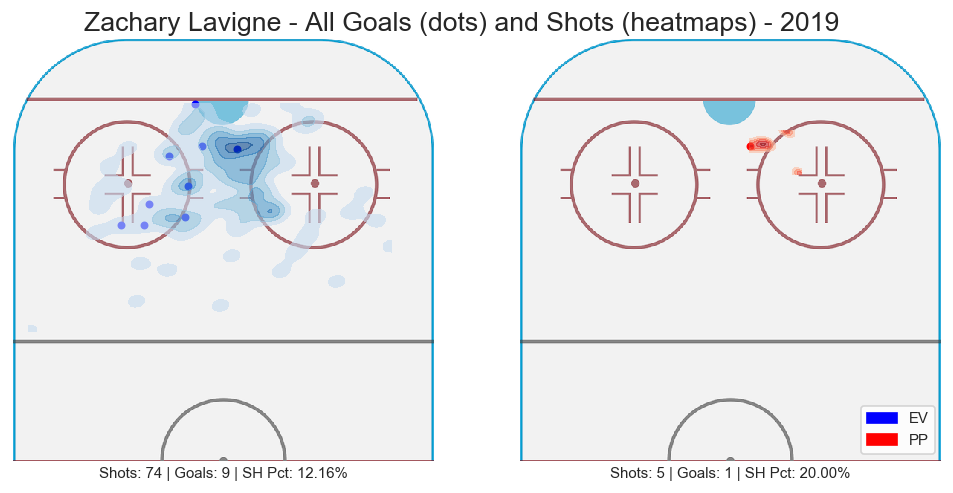 Zachary Lavigne - All Goals (dots) and Shots (heatmaps) - 2019
EV
PP
Shots: 74 | Goals: 9 | SH Pct: 12.16%
Shots: 5 | Goals: 1 | SH Pct: 20.00%